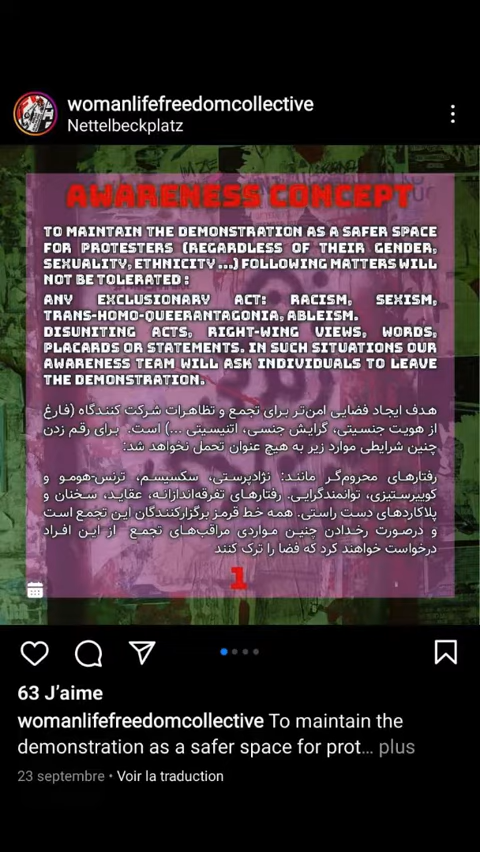 womanlifefreedomcollective
Nettelbeckplatz
AWARENESS CONCEPT
TO MAINTAIN THE DEMONSTRATION AS A SAFER SPACE
FOR PROTESTERS (REGARDLESS OF THEIR GENDER,
SEXUALITY, ETHNICITY ...) FOLLOWING MATTERS WILL
NOT BE TOLERATED :
ANY EXCLUSIONARY ACT: RACISM, SEXISM,
TRANS-HOMO-QUEERANTAGONIA, ABLEISM.
DISUNITING ACTS, RIGHT-WING VIEWS, WORDS,
PLACARDS OR STATEMENTS. IN SUCH SITUATIONS OUR
AWARENESS TEAM WILL ASK INDIVIDUALS TO LEAVE
THE DEMONSTRATION.
هدف ایجاد فضایی امن‌تر برای تجمع و تظاهرات شرکت کنندگاه (فارغ
از هویت جنسیتی، گرایش جنسی، اتنیسیتی ...) است. برای رقم زدن
چنین شرایطی موارد زیر به هیچ عنوان تحمل نخواهد شد:
رفتارهای محروم‌گر مانند: نژادپرستی، سکسیسم، ترنس-هومو و
کوییرستیزی، توانمندگرایی. رفتارهای تفرقه‌اندازانه، عقاید، سخنان و
پلاکاردهای دست راستی. همه خط قرمز برگزارکنندگان این تجمع است
و درصورت رخدادن چنین مواردی مراقب‌های تجمع از این افراد
درخواست خواهند کرد که فضا را ترک کنند
1
63 J’aime
womanlifefreedomcollective To maintain the
demonstration as a safer space for prot… plus
23 septembre • Voir la traduction